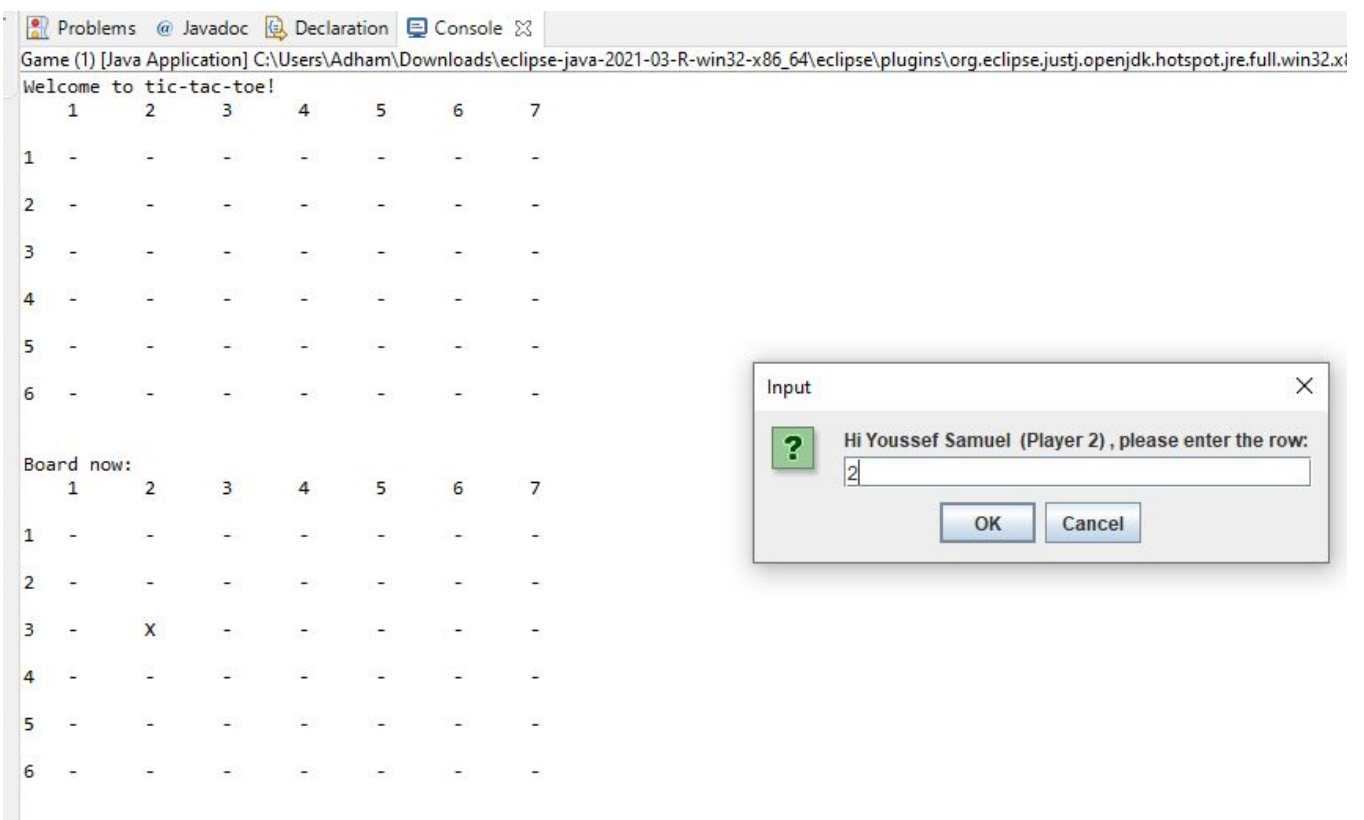 Problems @ Javadoc Declaration Console
Game (1) [Java Application] C:\Users\Adham\Downloads\eclipse-java-2021-03-R-win32-x86_64\eclipse\plugins\org.eclipse.justj.openjdk.hotspot.jre.full.win32.x8
Welcome to tic-tac-toe!
1 2 3 4 5 6 7
1 - - - - - - -
2 - - - - - - -
3 - - - - - - -
4 - - - - - - -
5 - - - - - - -
6 - - - - - - -
Board now:
1 2 3 4 5 6 7
1 - - - - - - -
2 - - - - - - -
3 - X - - - - -
4 - - - - - - -
5 - - - - - - -
6 - - - - - - -
Input
? Hi Youssef Samuel (Player 2) , please enter the row:
2
OK Cancel